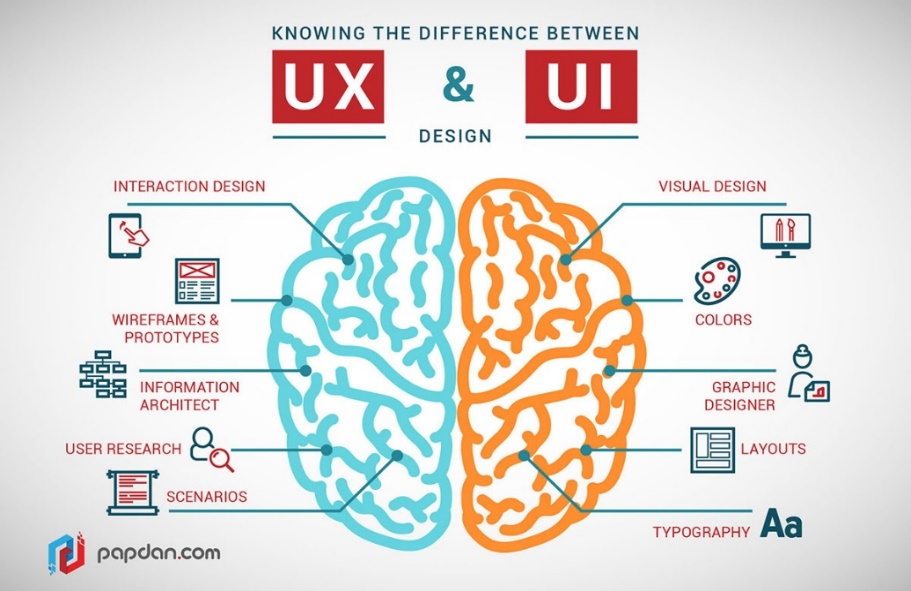 KNOWING THE DIFFERENCE BETWEEN
UX & UI
DESIGN
INTERACTION DESIGN
WIREFRAMES &
PROTOTYPES
INFORMATION
ARCHITECT
USER RESEARCH
SCENARIOS
VISUAL DESIGN
COLORS
GRAPHIC
DESIGNER
LAYOUTS
TYPOGRAPHY Aa
papdan.com